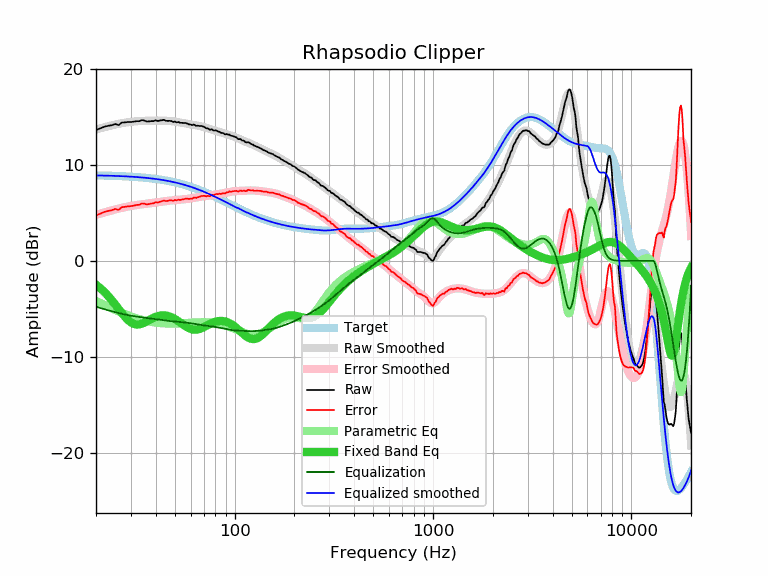 Rhapsodio Clipper
20
10
0
−10
−20
Amplitude (dBr)
Target
Raw Smoothed
Error Smoothed
Raw
Error
Parametric Eq
Fixed Band Eq
Equalization
Equalized smoothed
100
1000
10000
Frequency (Hz)